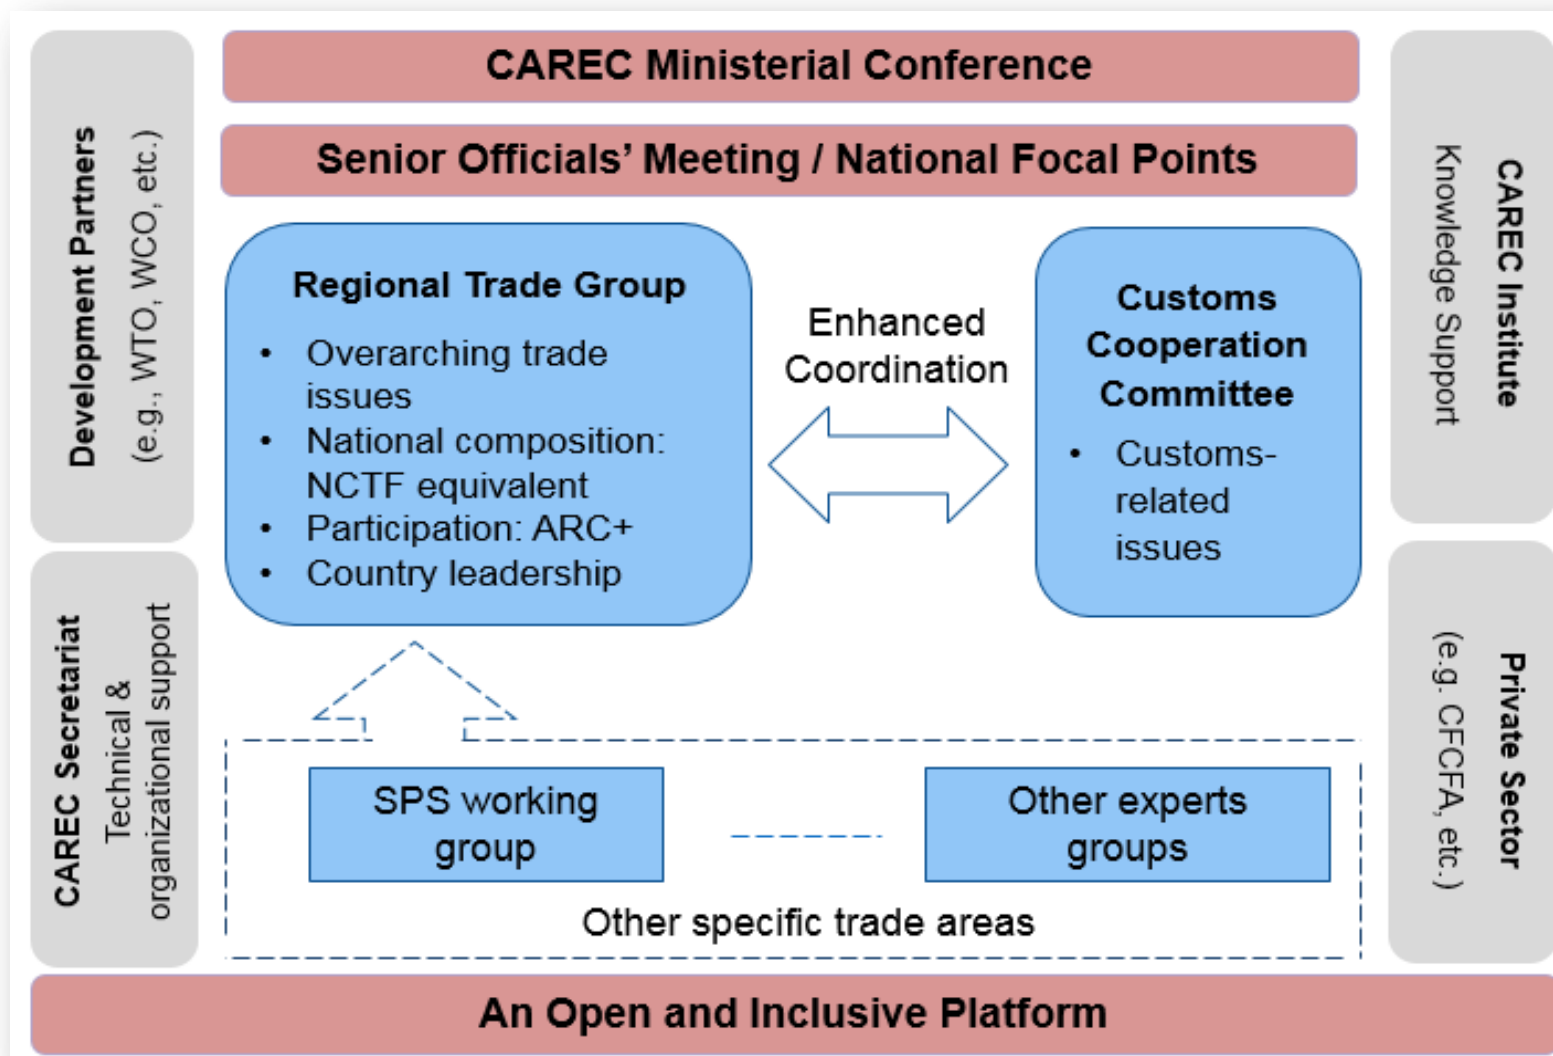 CAREC Ministerial Conference
Senior Officials’ Meeting / National Focal Points
Development Partners
(e.g., WTO, WCO, etc.)
CAREC Secretariat
Technical &
organizational support
Regional Trade Group
• Overarching trade
issues
• National composition:
NCTF equivalent
• Participation: ARC+
• Country leadership
Enhanced
Coordination
Customs
Cooperation
Committee
• Customs-
related
issues
SPS working
group
Other experts
groups
Other specific trade areas
CAREC Institute
Knowledge Support
Private Sector
(e.g. CFCFA, etc.)
An Open and Inclusive Platform